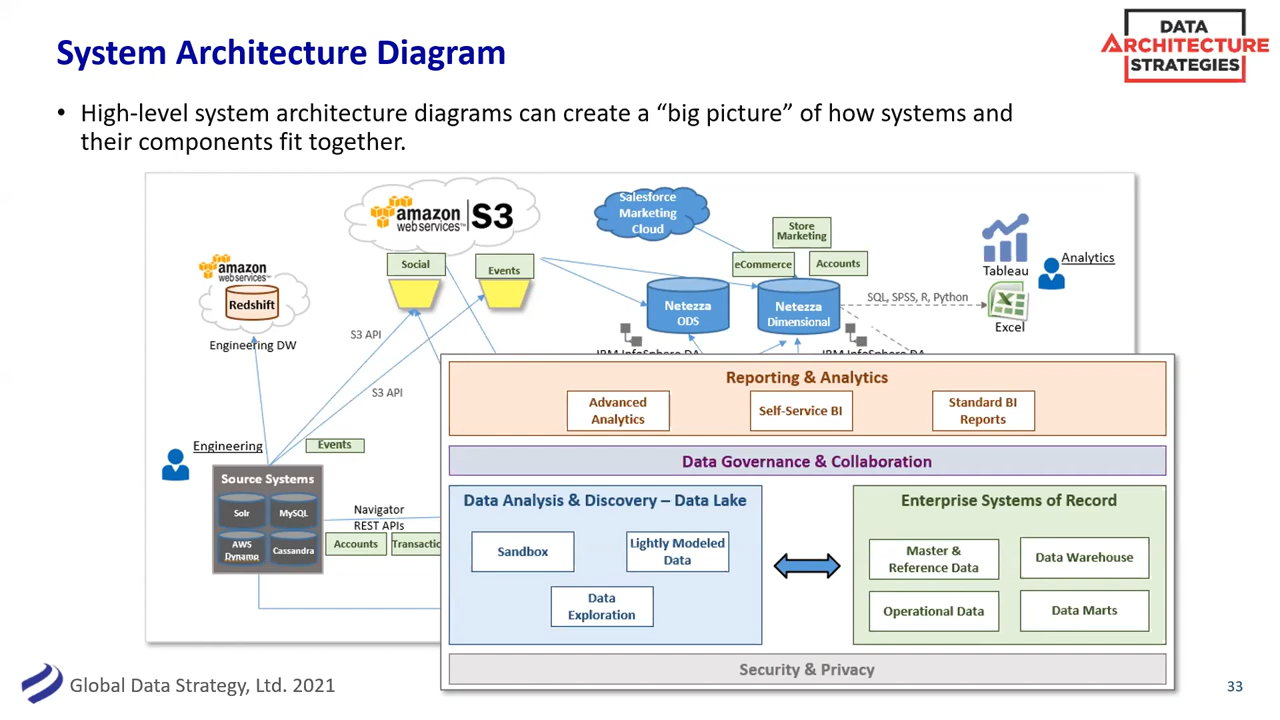 System Architecture Diagram
DATA
ARCHITECTURE
STRATEGIES
• High-level system architecture diagrams can create a “big picture” of how systems and
their components fit together.
amazon
web services™
S3
Salesforce
Marketing
Cloud
Store
Marketing
eCommerce
Accounts
Tableau
Analytics
Social
Events
amazon
web services™
Redshift
Engineering DW
Netezza
ODS
Netezza
Dimensional
SQL, SPSS, R, Python
Excel
S3 API
S3 API
IBM InfoSphere DA
IBM InfoSphere DA
Engineering
Events
Source Systems
Solr
MySQL
AWS
Dynamo
Cassandra
Navigator
REST APIs
Accounts
Transactio
Reporting & Analytics
Advanced
Analytics
Self-Service BI
Standard BI
Reports
Data Governance & Collaboration
Data Analysis & Discovery – Data Lake
Sandbox
Lightly Modeled
Data
Data
Exploration
Enterprise Systems of Record
Master &
Reference Data
Data Warehouse
Operational Data
Data Marts
Security & Privacy
Global Data Strategy, Ltd. 2021
33